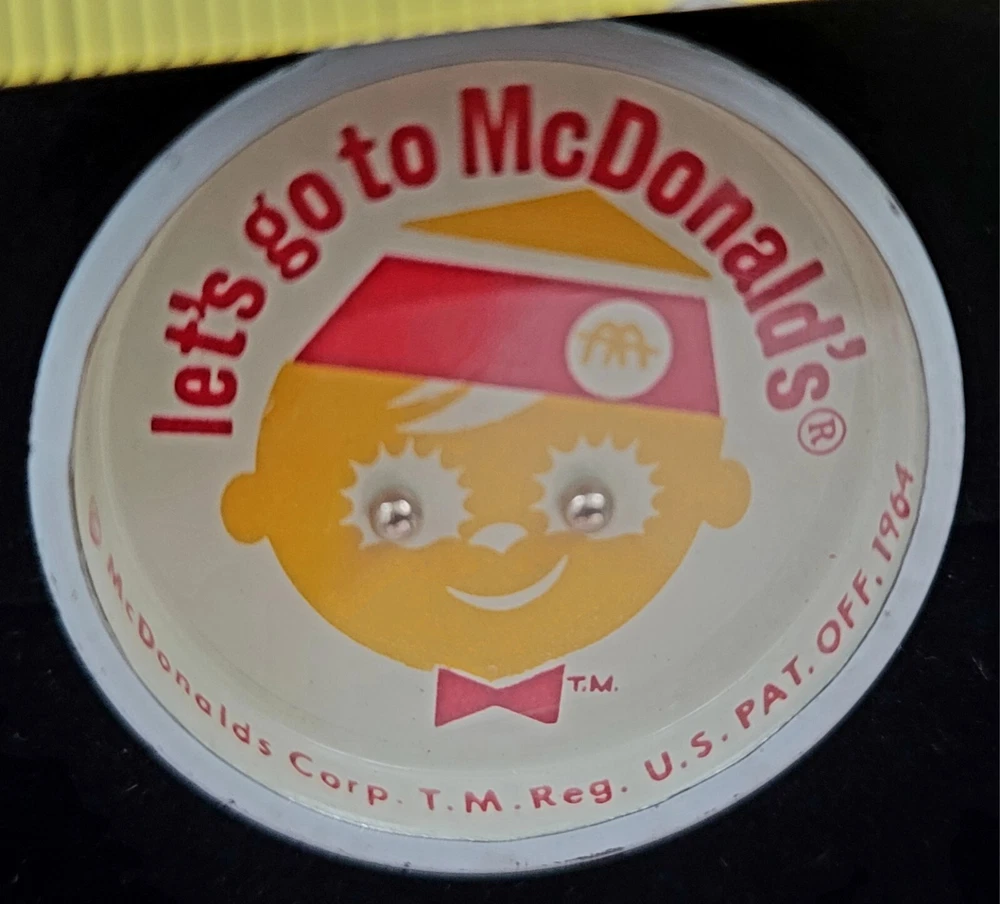 let's go to McDonald's®
T.M.
© McDonalds Corp. T.M. Reg. U.S. PAT. OFF. 1964